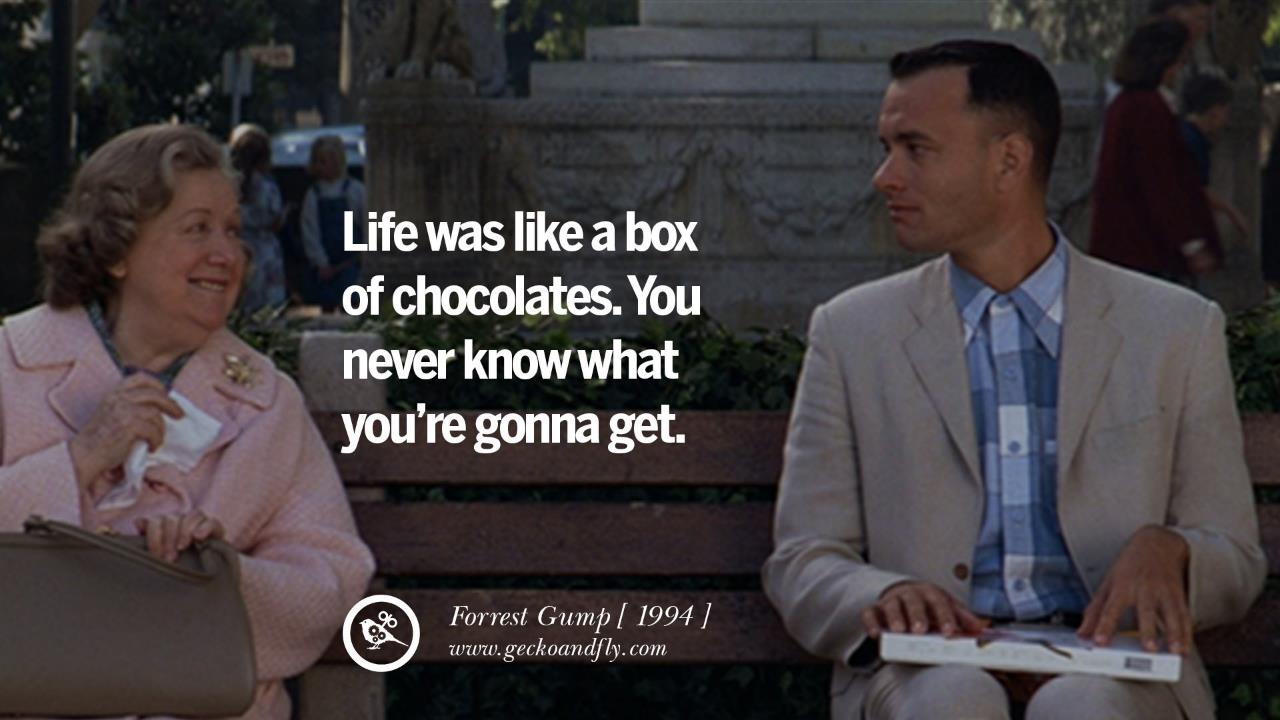 Life was like a box
of chocolates. You
never know what
you're gonna get.
Forrest Gump [ 1994 ]
www.geckoandfly.com